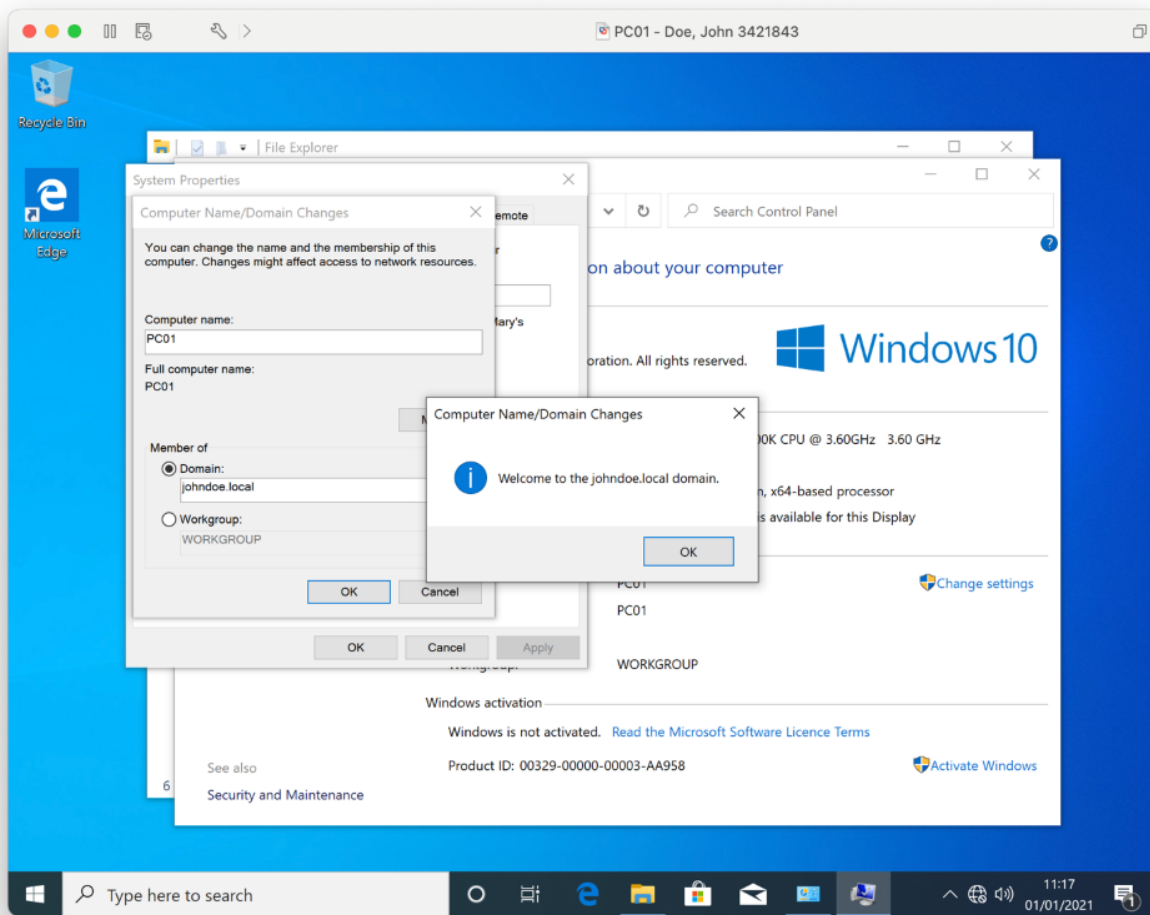 PC01 - Doe, John 3421843
Recycle Bin
Microsoft
Edge
File Explorer
System Properties
Computer Name/Domain Changes
You can change the name and the membership of this
computer. Changes might affect access to network resources.
Computer name:
PC01
Full computer name:
PC01
Member of
Domain:
johndoe.local
Workgroup:
WORKGROUP
OK
Cancel
OK
Cancel
Apply
Search Control Panel
on about your computer
All rights reserved.
Windows 10
Computer Name/Domain Changes
Welcome to the johndoe.local domain.
OK
CPU @ 3.60GHz 3.60 GHz
x64-based processor
is available for this Display
PC01
Change settings
PC01
WORKGROUP
Windows activation
Windows is not activated. Read the Microsoft Software Licence Terms
Product ID: 00329-00000-00003-AA958
Activate Windows
See also
Security and Maintenance
6
Type here to search
11:17
01/01/2021
1